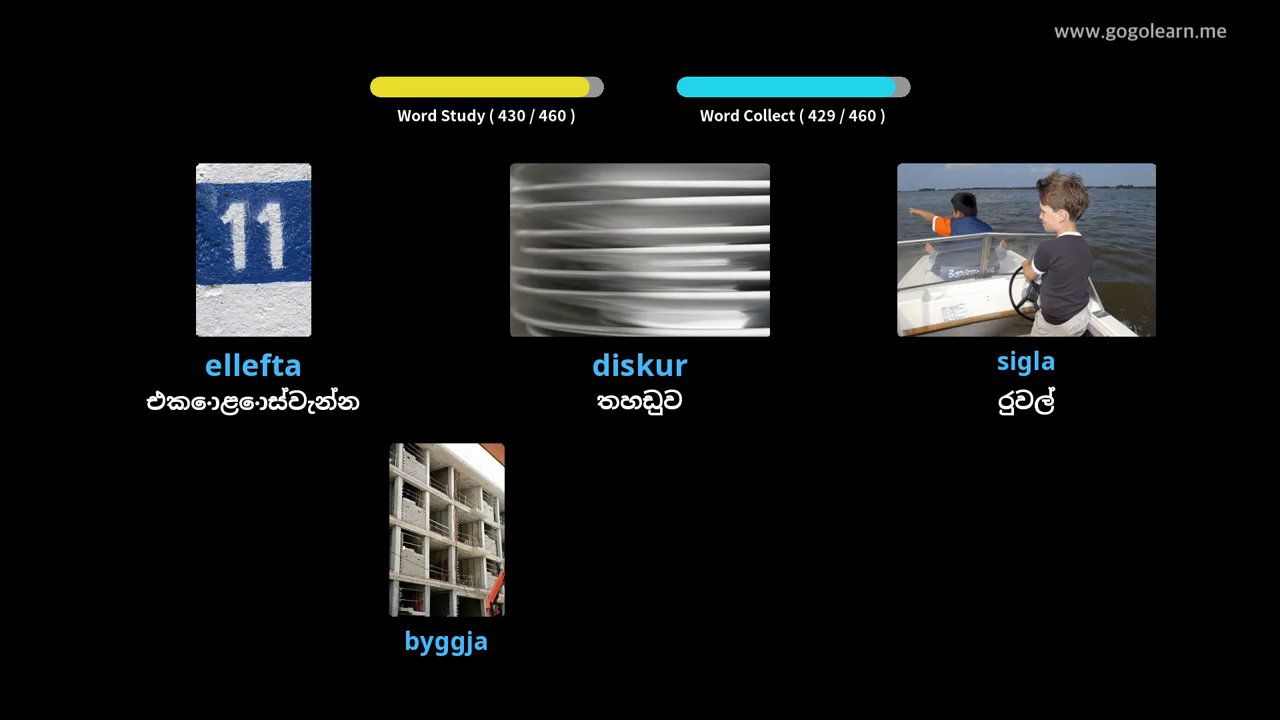 www.gogolearn.me
Word Study ( 430 / 460 )
Word Collect ( 429 / 460 )
11
ellefta
එකොළොස්වැන්න
diskur
තහඩුව
sigla
රුවල්
byggja